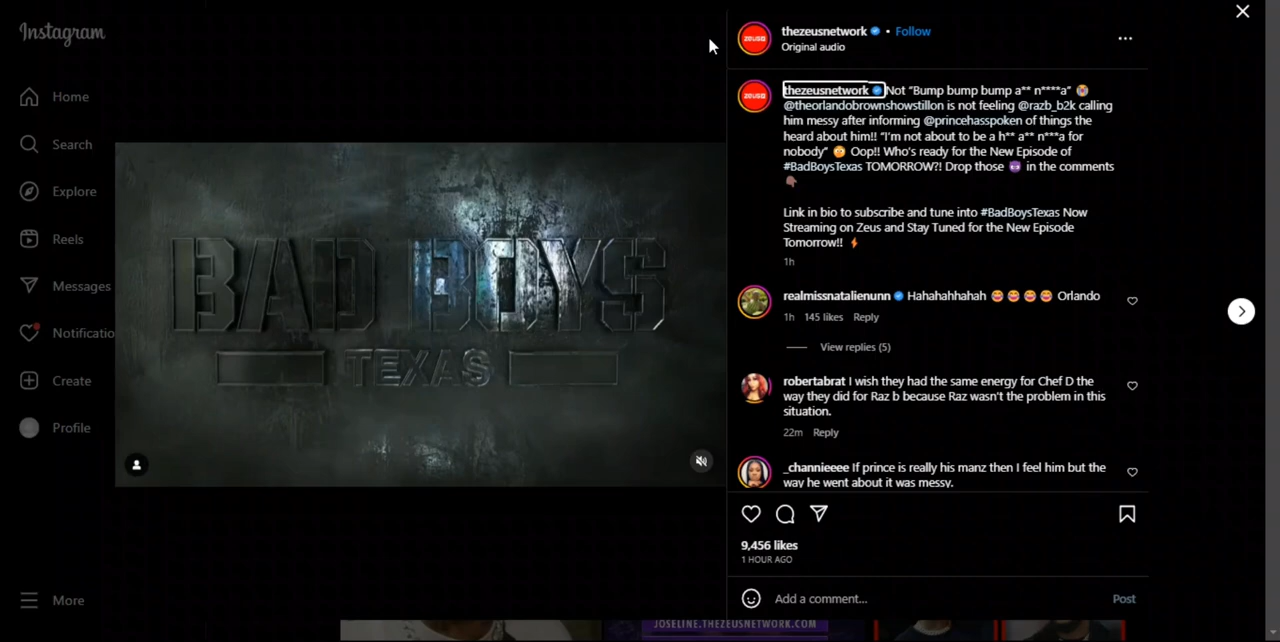 Instagram
Home
Search
Explore
Reels
Messages
Notificatio
Create
Profile
More
BAD BOYS
TEXAS
ZEUS
thezeusnetwork • Follow
Original audio
ZEUS
thezeusnetwork Not “Bump bump bump a** n****a” 😭
@theorlandobrownshowstillon is not feeling @razb_b2k calling
him messy after informing @princehasspoken of things the
heard about him!! “I’m not about to be a h** a** n***a for
nobody” 😳 Oop!! Who’s ready for the New Episode of
#BadBoysTexas TOMORROW?! Drop those 😈 in the comments
👇🏽
Link in bio to subscribe and tune into #BadBoysTexas Now
Streaming on Zeus and Stay Tuned for the New Episode
Tomorrow!! ⚡
1h
realmissnatalienunn Hahahahhahah 😂😂😂😂 Orlando
1h 145 likes Reply
View replies (5)
robertabrat I wish they had the same energy for Chef D the
way they did for Raz b because Raz wasn’t the problem in this
situation.
22m Reply
_channieeee If prince is really his manz then I feel him but the
way he went about it was messy.
9,456 likes
1 HOUR AGO
Add a comment...
Post
JOSELINE.THEZEUSNETWORK.COM